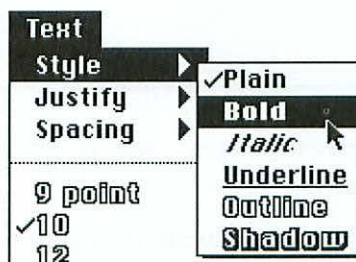 Text
Style
Justify
Spacing
9 point
✓10
12
✓Plain
Bold
Italic
Underline
Outline
Shadow